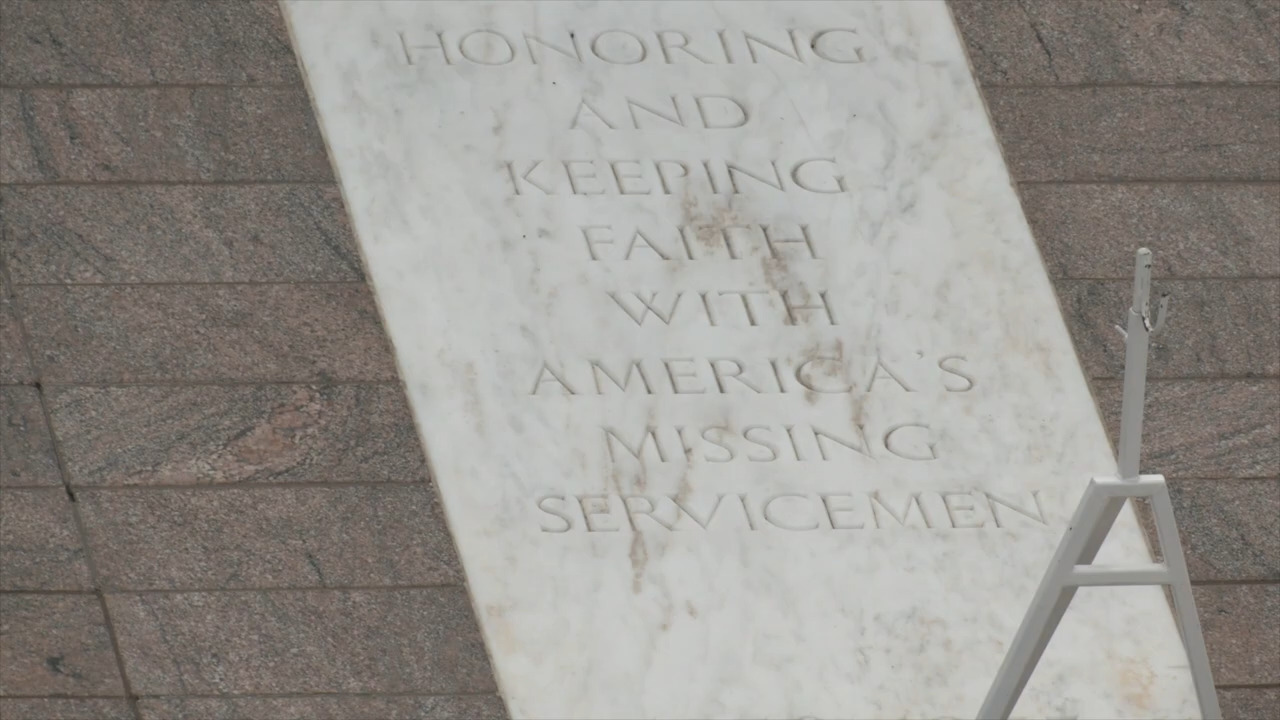 HONORING
AND
KEEPING
FAITH
WITH
AMERICA'S
MISSING
SERVICEMEN